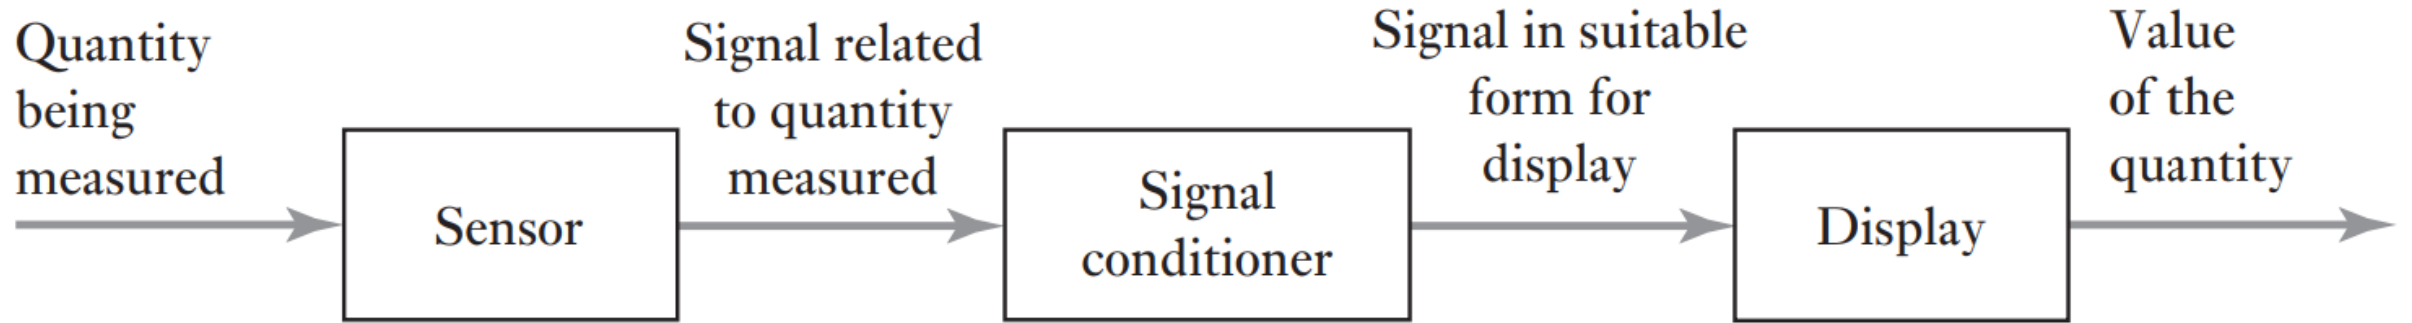 Quantity
being
measured
Sensor
Signal related
to quantity
measured
Signal
conditioner
Signal in suitable
form for
display
Display
Value
of the
quantity